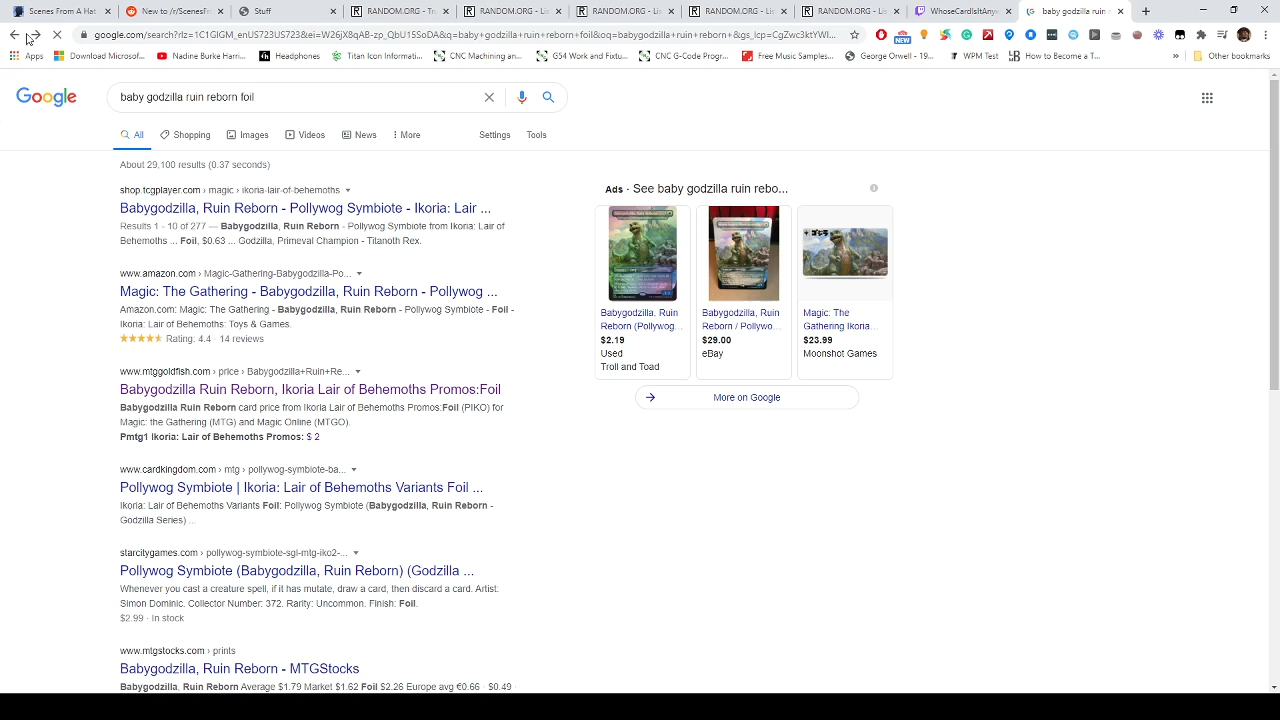 Scenes From A Hat
New to /r/ScenesFr
Stuff
RANDOM.ORG - Tr
RANDOM.ORG - Lis
RANDOM.ORG - Lis
RANDOM.ORG - Lis
RANDOM.ORG - Lis
WhoseCardIsItAny
baby godzilla ruin r
google.com/search?rlz=1C1GIGM_enUS723US723&ei=W26jX8qAB-zp_QbU15SoDA&q=baby+godzilla+ruin+reborn+foil&oq=baby+godzilla+ruin+reborn+&gs_lcp=CgZwc3ktYWI...
NEW
Apps
Download Microsof...
Nadine Bulie - Harri...
Headphones
Titan Icon Informati...
CNC Machining an...
G54 Work and Fixtu...
CNC G-Code Progr...
Free Music Samples...
George Orwell - 19...
WPM Test
How to Become a T...
»
Other bookmarks
Google
baby godzilla ruin reborn foil
All
Shopping
Images
Videos
News
More
Settings
Tools
About 29,100 results (0.37 seconds)
shop.tcgplayer.com › magic › ikoria-lair-of-behemoths
Babygodzilla, Ruin Reborn - Pollywog Symbiote - Ikoria: Lair ...
Results 1 - 10 of 277 — Babygodzilla, Ruin Reborn - Pollywog Symbiote from Ikoria: Lair of
Behemoths ... Foil, $0.63 ... Godzilla, Primeval Champion - Titanoth Rex.
www.amazon.com › Magic-Gathering-Babygodzilla-Po...
Magic: The Gathering - Babygodzilla, Ruin Reborn - Pollywog ...
Amazon.com: Magic: The Gathering - Babygodzilla, Ruin Reborn - Pollywog Symbiote - Foil -
Ikoria: Lair of Behemoths: Toys & Games.
Rating: 4.4 · 14 reviews
www.mtggoldfish.com › price › Babygodzilla+Ruin+Re...
Babygodzilla Ruin Reborn, Ikoria Lair of Behemoths Promos:Foil
Babygodzilla Ruin Reborn card price from Ikoria Lair of Behemoths Promos:Foil (PIKO) for
Magic: the Gathering (MTG) and Magic Online (MTGO).
Pmtg1 Ikoria: Lair of Behemoths Promos: $ 2
www.cardkingdom.com › mtg › pollywog-symbiote-ba...
Pollywog Symbiote | Ikoria: Lair of Behemoths Variants Foil ...
Ikoria: Lair of Behemoths Variants Foil: Pollywog Symbiote (Babygodzilla, Ruin Reborn -
Godzilla Series) ...
starcitygames.com › pollywog-symbiote-sgl-mtg-iko2-...
Pollywog Symbiote (Babygodzilla, Ruin Reborn) (Godzilla ...
Whenever you cast a creature spell, if it has mutate, draw a card, then discard a card. Artist:
Simon Dominic. Collector Number: 372. Rarity: Uncommon. Finish: Foil.
$2.99 · In stock
www.mtgstocks.com › prints
Babygodzilla, Ruin Reborn - MTGStocks
Babygodzilla, Ruin Reborn Average $1.79 Market $1.62 Foil $2.26 Europe avg €0.66 · $0.49 ·
Ads · See baby godzilla ruin rebo...
Babygodzilla, Ruin
Reborn (Pollywog...
$2.19
Used
Troll and Toad
Babygodzilla, Ruin
Reborn / Pollywo...
$29.00
eBay
Magic: The
Gathering Ikoria...
$23.99
Moonshot Games
More on Google